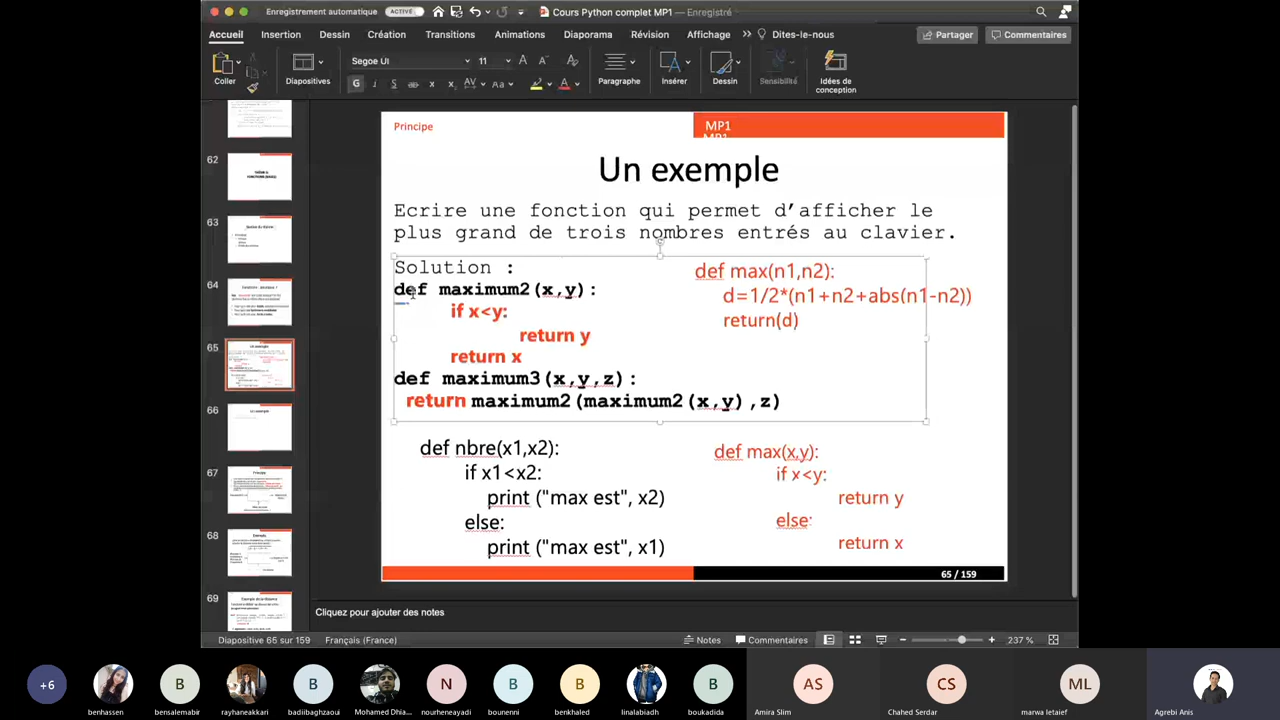 Enregistrement automatique ACTIVÉ Cours Python complet MP1 – Enregistré
Accueil Insertion Dessin Création Transitions Animations Diaporama Révision Affichage Dites-le-nous Partager Commentaires
Segoe UI 11
G I S
Aa
Coller Diapositives Paragraphe Insérer Dessin Sensibilité Idées de
conception
62
63
64
65
66
67
68
69
Principe
MP1
MP1
Un exemple
Ecrire une fonction qui permet d’afficher le
plus grand de trois nombres entrés au clavier.
Solution :
def maximum2(x,y):
if x<y:
return y
return x
def maximum3(x,y,z):
return maximum2(maximum2(x,y),z)
def max(n1,n2):
d=1/2*(n1+n2+abs(n1-n2))
return(d)
def nbre(x1,x2):
if x1<x2:
print ("max est", x2)
else:
print ("max est", x1)
def max(x,y):
if x<y:
return y
else:
return x
65 / 159
Cliquez pour ajouter des notes
Diapositive 65 sur 159 Français (France) Notes Commentaires 237 %
+6 B B N B B B AS CS ML
benhassen bensalemabir rayhaneakkari badiibaghzaoui Mohamed Dhia... nourheneayadi bounenni benkhaled linalabiadh boukadida Amira Slim Chahed Serdar marwa letaief Agrebi Anis